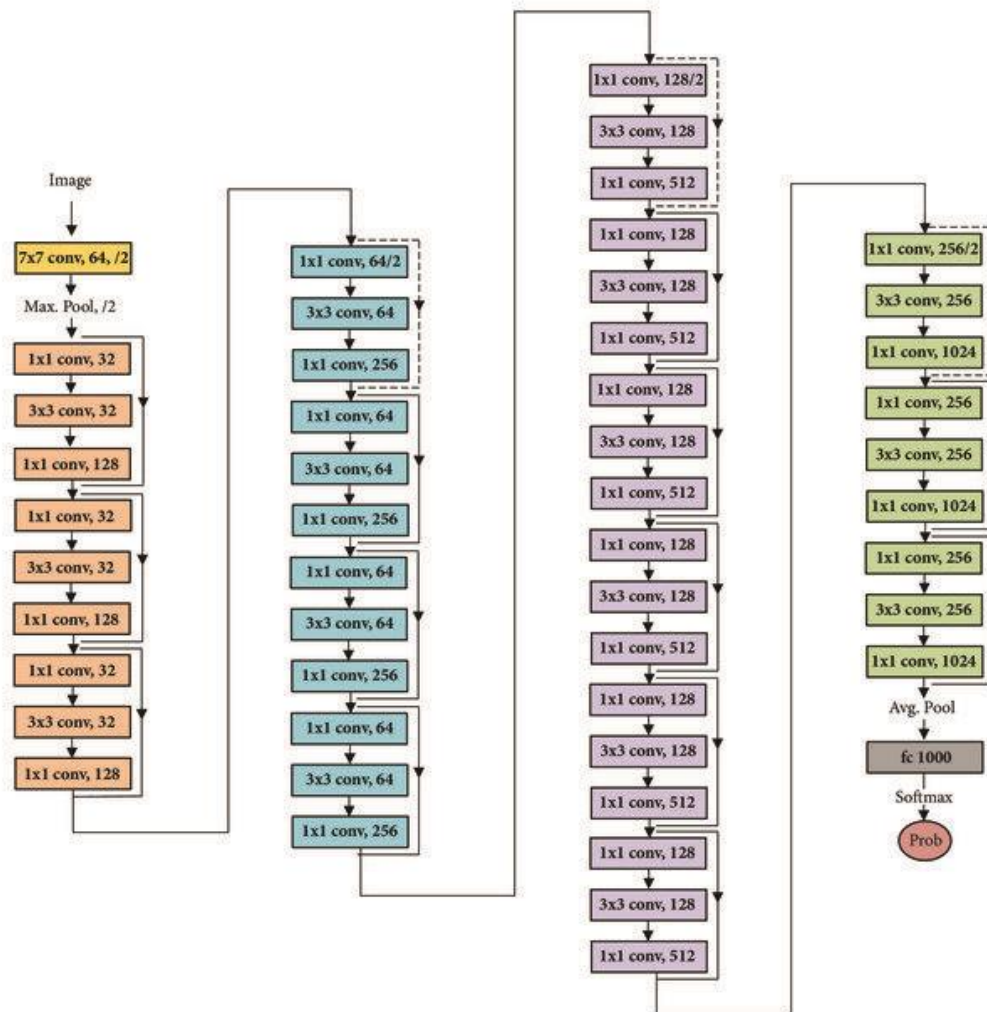 Image
7x7 conv, 64, /2
Max. Pool, /2
1x1 conv, 32
3x3 conv, 32
1x1 conv, 128
1x1 conv, 32
3x3 conv, 32
1x1 conv, 128
1x1 conv, 32
3x3 conv, 32
1x1 conv, 128
1x1 conv, 64/2
3x3 conv, 64
1x1 conv, 256
1x1 conv, 64
3x3 conv, 64
1x1 conv, 256
1x1 conv, 64
3x3 conv, 64
1x1 conv, 256
1x1 conv, 64
3x3 conv, 64
1x1 conv, 256
1x1 conv, 128/2
3x3 conv, 128
1x1 conv, 512
1x1 conv, 128
3x3 conv, 128
1x1 conv, 512
1x1 conv, 128
3x3 conv, 128
1x1 conv, 512
1x1 conv, 128
3x3 conv, 128
1x1 conv, 512
1x1 conv, 128
3x3 conv, 128
1x1 conv, 512
1x1 conv, 128
3x3 conv, 128
1x1 conv, 512
1x1 conv, 256/2
3x3 conv, 256
1x1 conv, 1024
1x1 conv, 256
3x3 conv, 256
1x1 conv, 1024
1x1 conv, 256
3x3 conv, 256
1x1 conv, 1024
Avg. Pool
fc 1000
Softmax
Prob